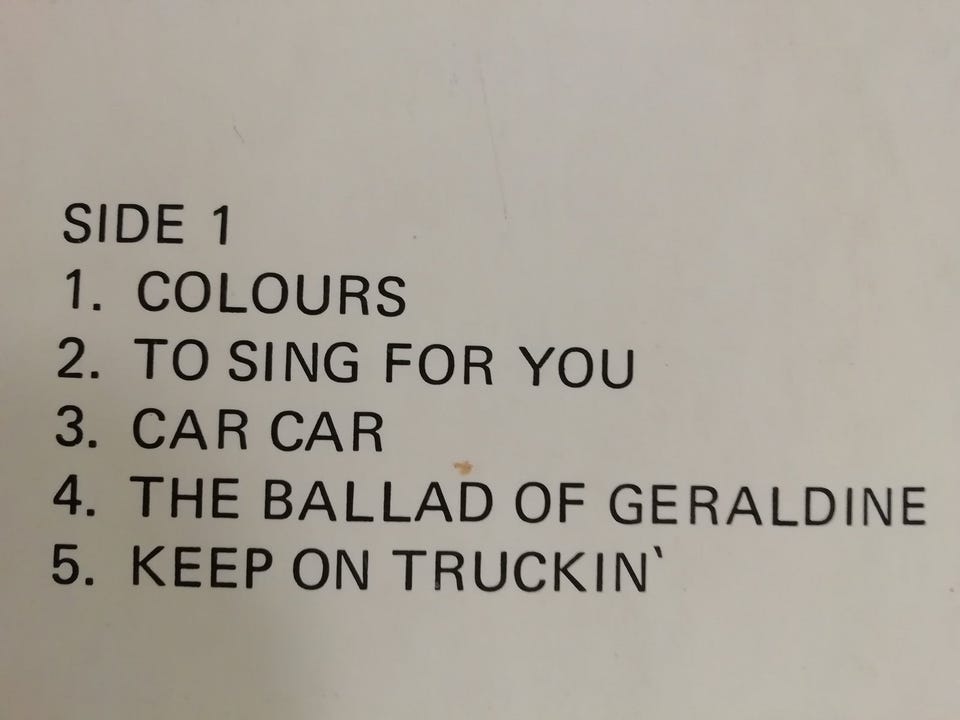 SIDE 1
1. COLOURS
2. TO SING FOR YOU
3. CAR CAR
4. THE BALLAD OF GERALDINE
5. KEEP ON TRUCKIN‵